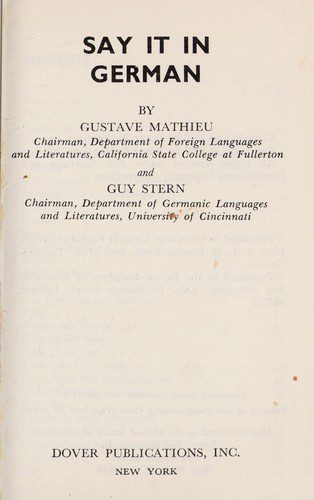 SAY IT IN
GERMAN
BY
GUSTAVE MATHIEU
Chairman, Department of Foreign Languages
and Literatures, California State College at Fullerton
and
GUY STERN
Chairman, Department of Germanic Languages
and Literatures, University of Cincinnati
DOVER PUBLICATIONS, INC.
NEW YORK